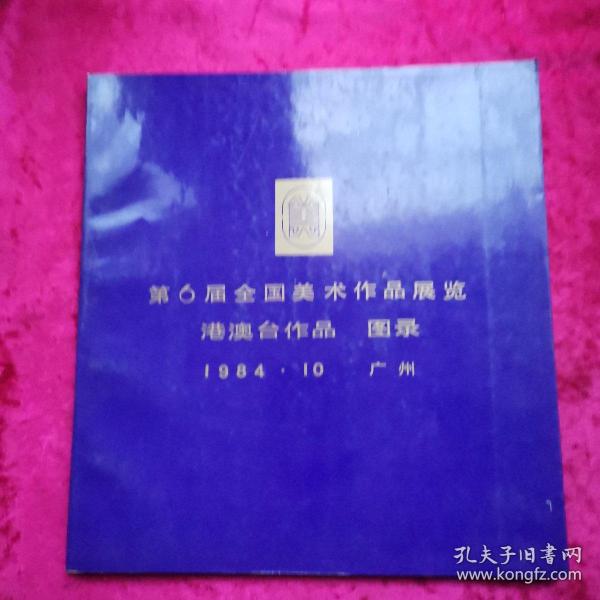 第6届全国美术作品展览
港澳台作品 图录
1984·10 广州
孔夫子旧书网
www.kongfz.com